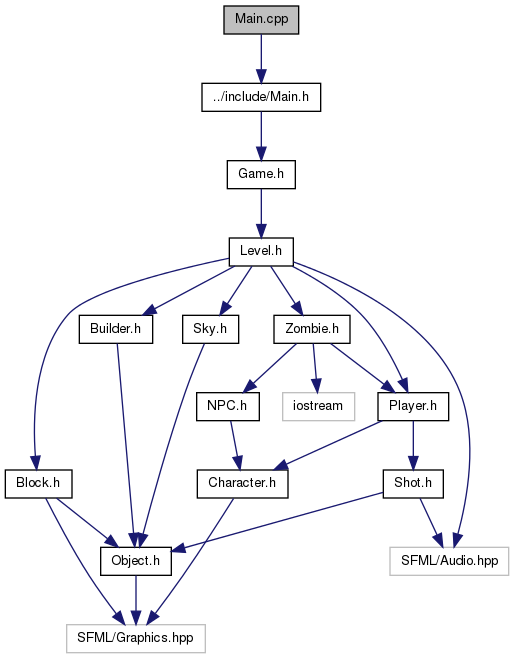 Main.cpp
../include/Main.h
Game.h
Level.h
Builder.h
Sky.h
Zombie.h
NPC.h
iostream
Player.h
Block.h
Character.h
Shot.h
Object.h
SFML/Audio.hpp
SFML/Graphics.hpp